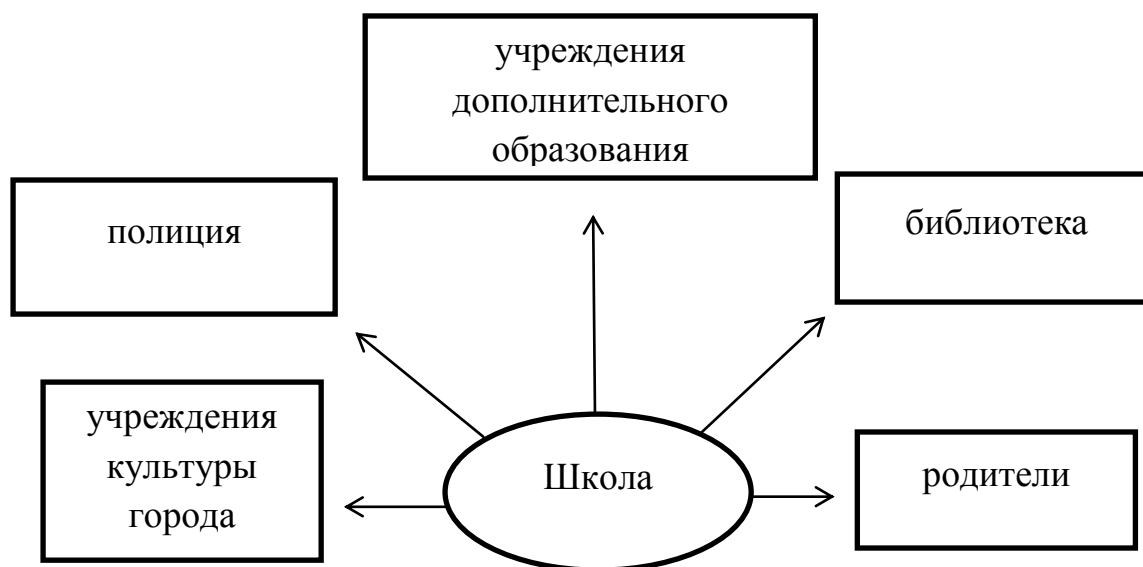 учреждения
дополнительного
образования
полиция
библиотека
учреждения
культуры
города
Школа
родители